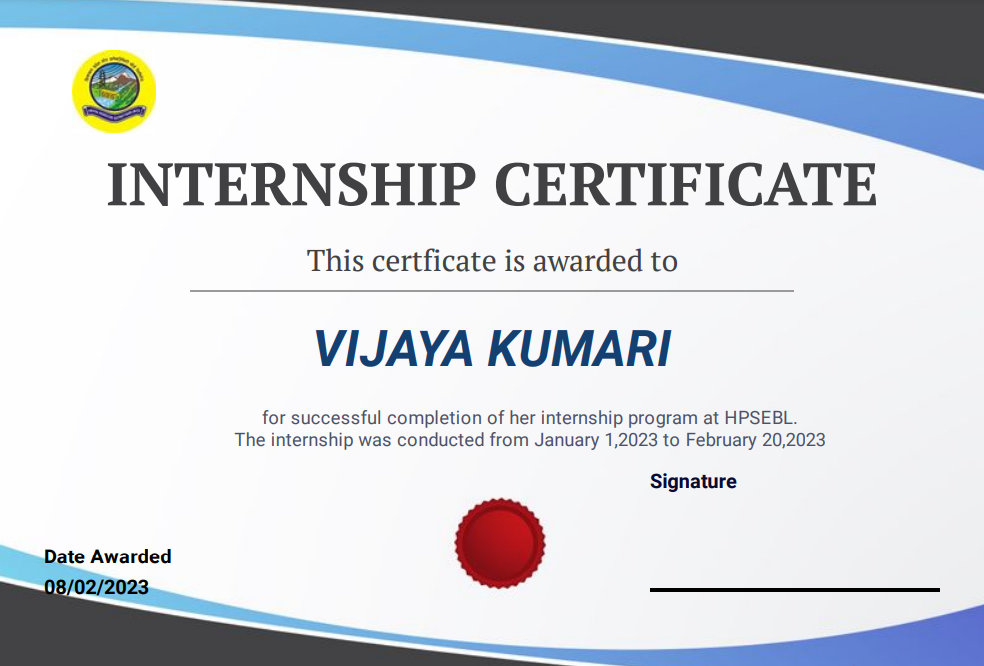 INTERNSHIP CERTIFICATE
This certficate is awarded to
VIJAYA KUMARI
for successful completion of her internship program at HPSEBL.
The internship was conducted from January 1,2023 to February 20,2023
Signature
Date Awarded
08/02/2023